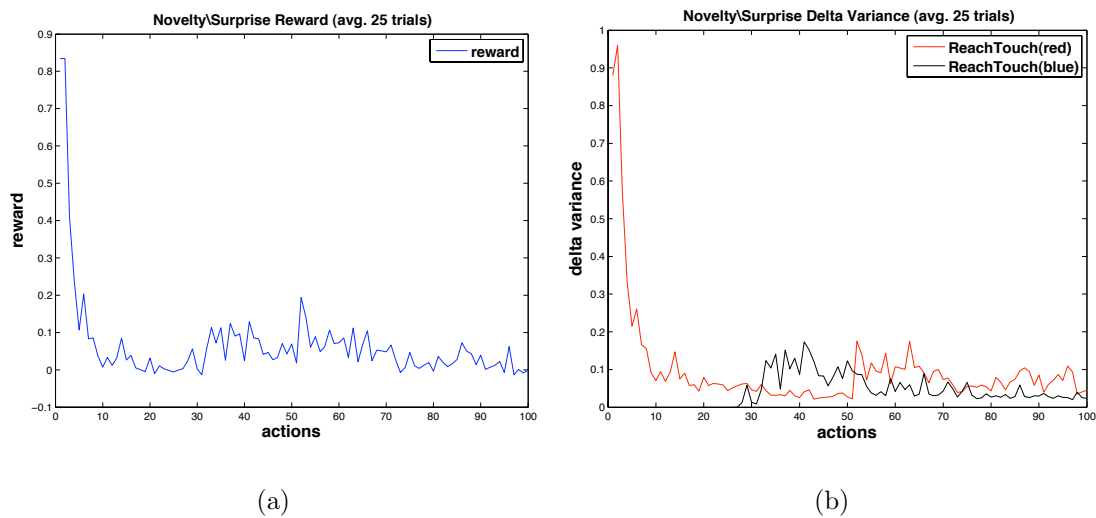 Novelty\Surprise Reward (avg. 25 trials)
0.9
0.8
0.7
0.6
0.5
0.4
0.3
0.2
0.1
0
−0.1
0 10 20 30 40 50 60 70 80 90 100
reward
actions
reward
(a)
Novelty\Surprise Delta Variance (avg. 25 trials)
1
0.9
0.8
0.7
0.6
0.5
0.4
0.3
0.2
0.1
0
0 10 20 30 40 50 60 70 80 90 100
delta variance
actions
ReachTouch(red)
ReachTouch(blue)
(b)